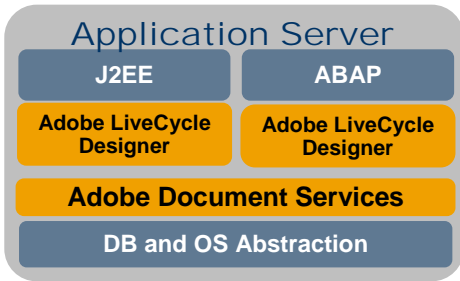 Application Server
J2EE
ABAP
Adobe LiveCycle
Designer
Adobe LiveCycle
Designer
Adobe Document Services
DB and OS Abstraction